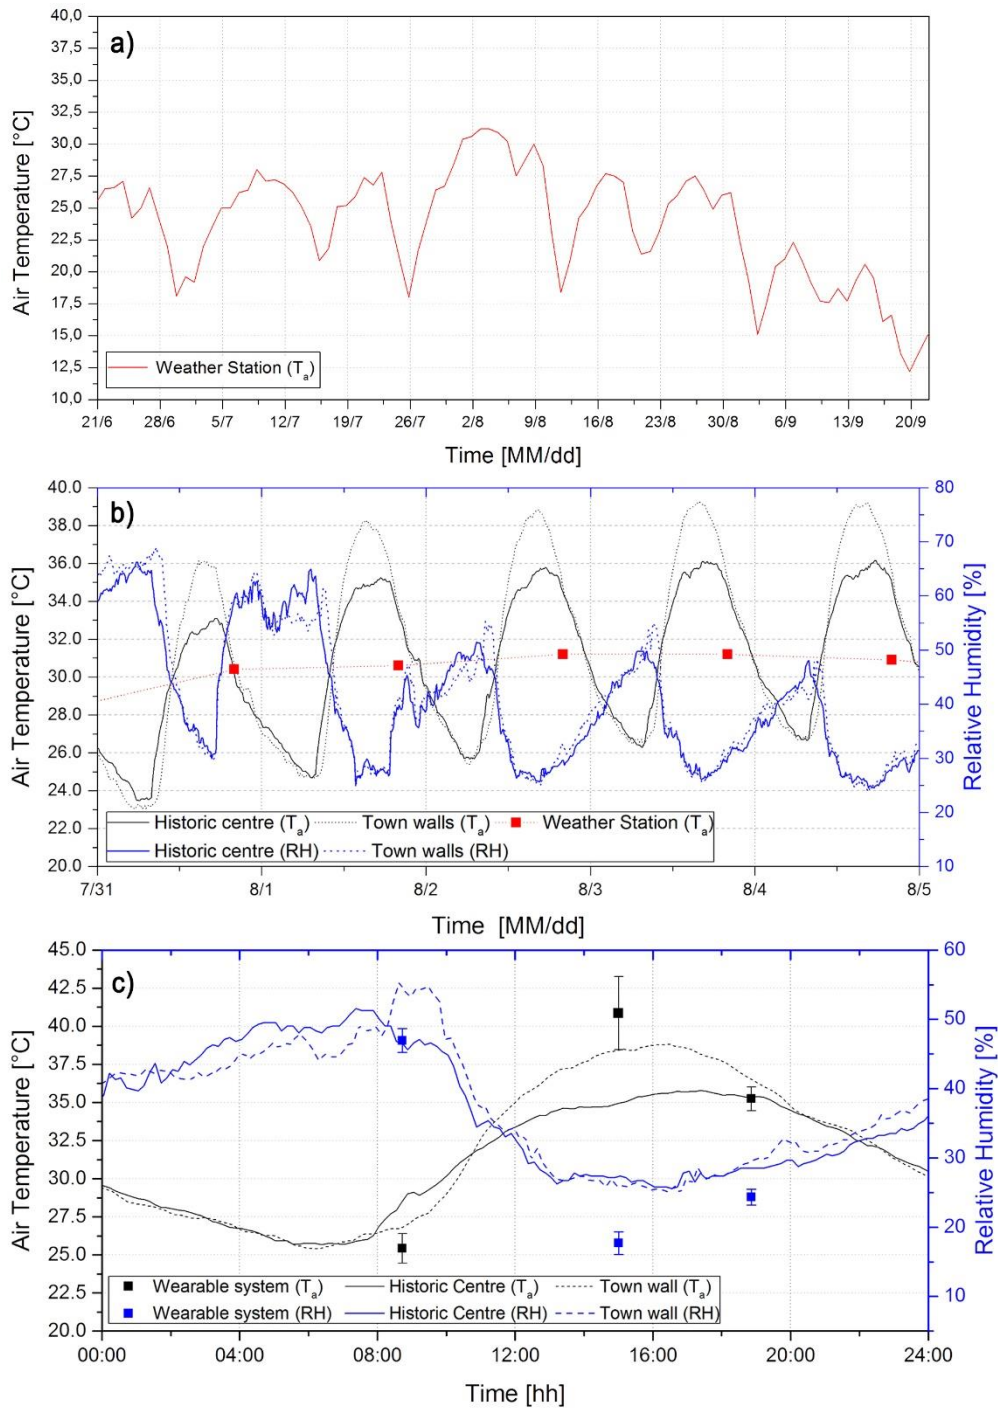 a)
Air Temperature [°C]
40,0
37,5
35,0
32,5
30,0
27,5
25,0
22,5
20,0
17,5
15,0
12,5
10,0
Weather Station (Ta)
21/6 28/6 5/7 12/7 19/7 26/7 2/8 9/8 16/8 23/8 30/8 6/9 13/9 20/9
Time [MM/dd]
b)
Air Temperature [°C]
40.0
38.0
36.0
34.0
32.0
30.0
28.0
26.0
24.0
22.0
20.0
80
70
60
50
40
30
20
10
Relative Humidity [%]
Historic centre (Ta) Town walls (Ta) Weather Station (Ta)
Historic centre (RH) Town walls (RH)
7/31 8/1 8/2 8/3 8/4 8/5
Time [MM/dd]
c)
Air Temperature [°C]
45.0
42.5
40.0
37.5
35.0
32.5
30.0
27.5
25.0
22.5
20.0
60
50
40
30
20
10
Relative Humidity [%]
Wearable system (Ta) Historic Centre (Ta) Town wall (Ta)
Wearable system (RH) Historic Centre (RH) Town wall (RH)
00:00 04:00 08:00 12:00 16:00 20:00 24:00
Time [hh]